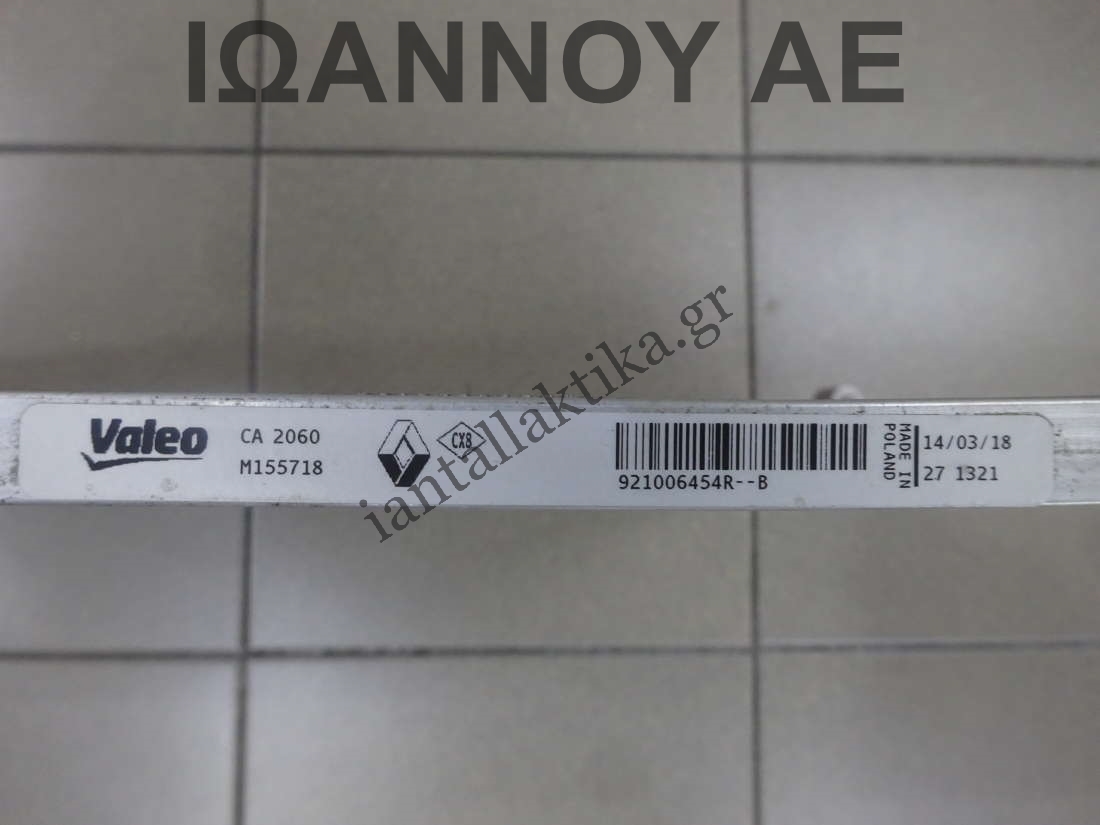 ΙΩΑΝΝΟΥ ΑΕ
iantallaktika.gr
Valeo
CA 2060
M155718
CX8
921006454R--B
MADE IN
POLAND
14/03/18
27 1321